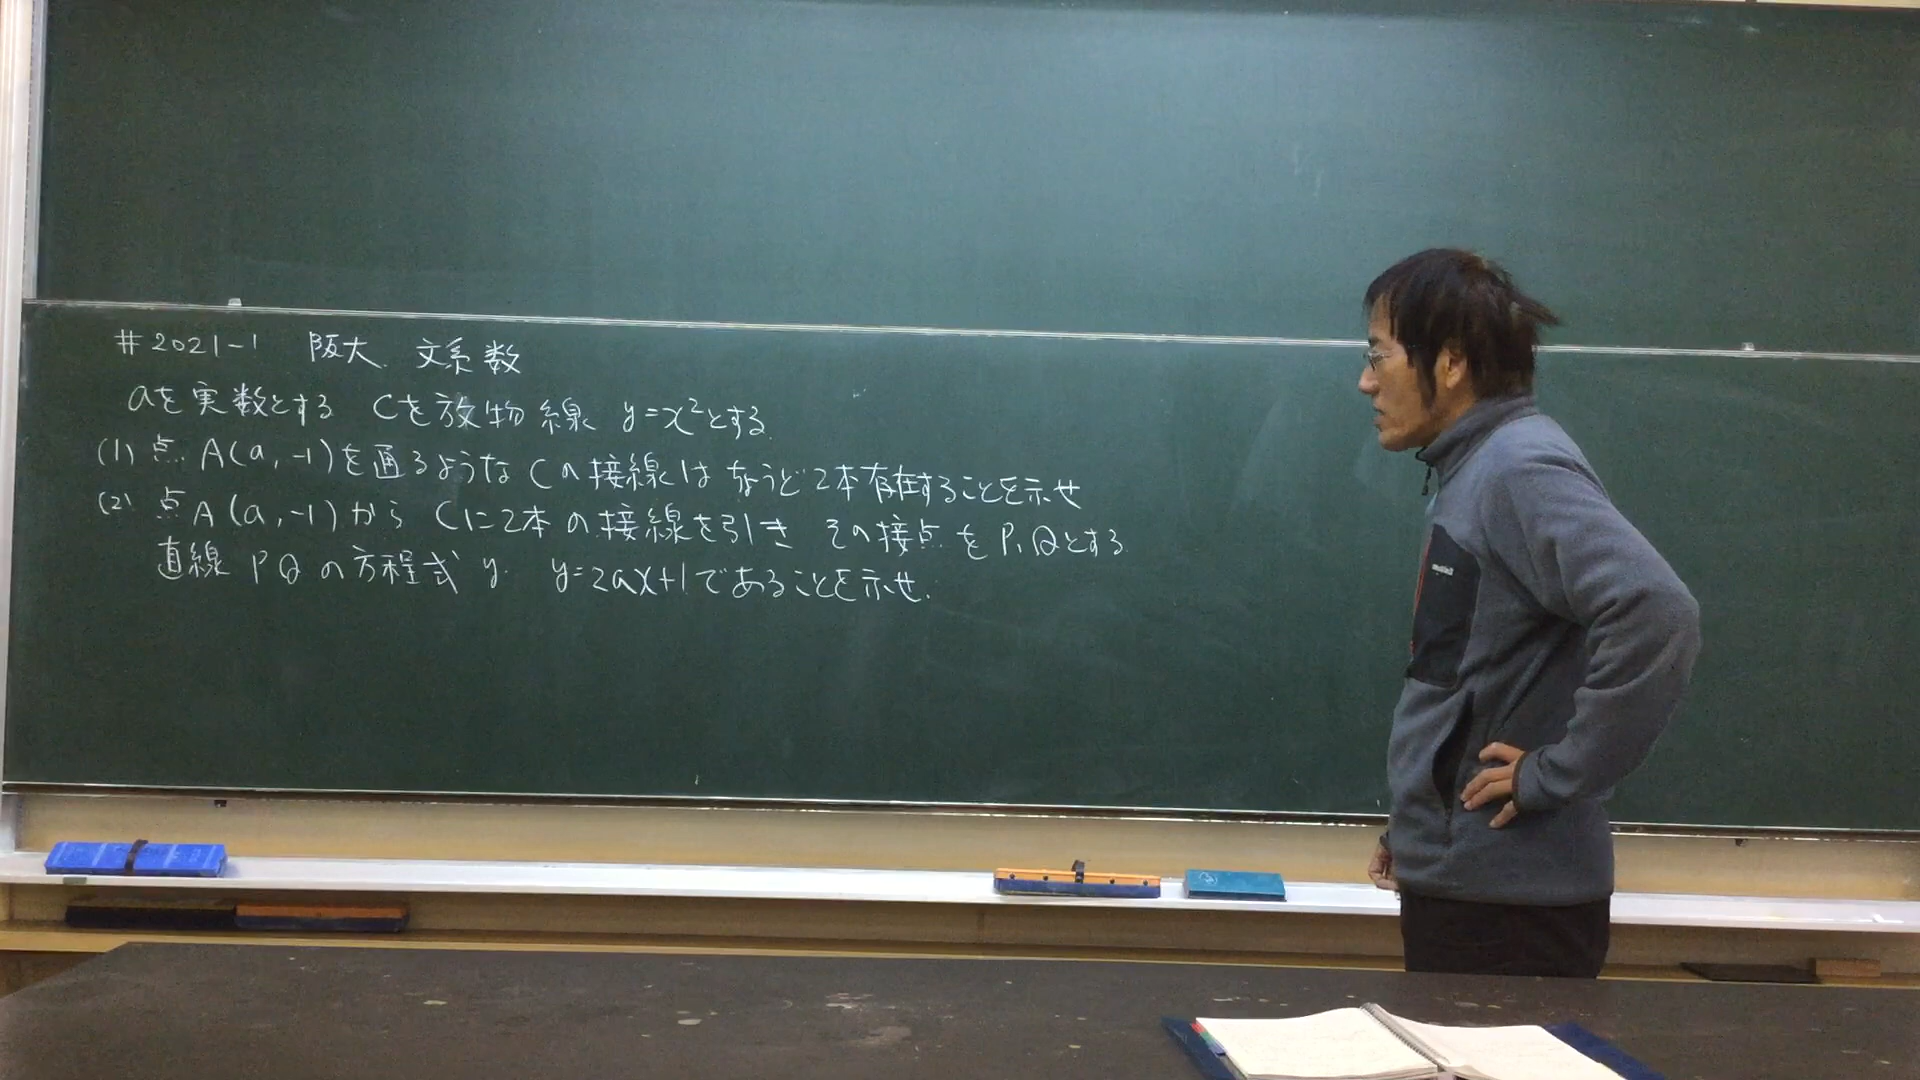 #2021-1 阪大 文系数
aを実数とする Cを放物線 y=x²とする.
(1) 点 A(a, -1)を通るような Cの接線は ちょうど2本存在することを示せ
(2) 点A(a, -1)から Cに2本の接線を引き その接点をP, Qとする
直線 PQの方程式 y. y=2ax+1であることを示せ.